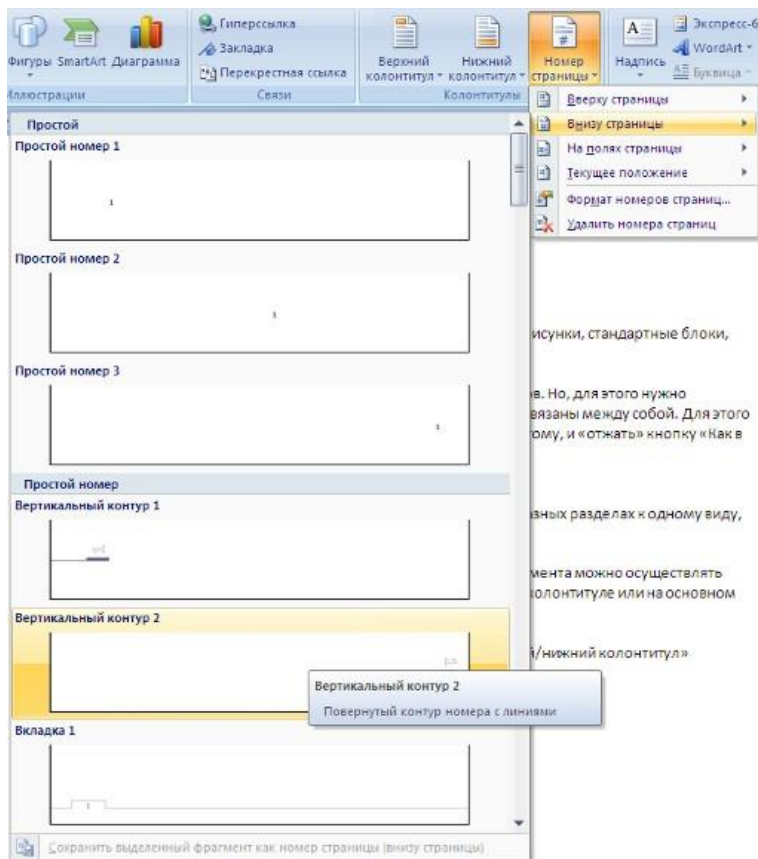 Фигуры SmartArt Диаграмма
Гиперссылка
Закладка
Перекрестная ссылка
Верхний колонтитул
Нижний колонтитул
Номер страницы
Надпись
Экспресс-б
WordArt
Буквица
Иллюстрации
Связи
Колонтитулы
Вверху страницы
Внизу страницы
На полях страницы
Текущее положение
Формат номеров страниц...
Удалить номера страниц
Простой
Простой номер 1
1
Простой номер 2
1
Простой номер 3
1
Простой номер
Вертикальный контур 1
Вертикальный контур 2
Вертикальный контур 2
Повернутый контур номера с линиями
Вкладка 1
1
Сохранить выделенный фрагмент как номер страницы (внизу страницы)
исунки, стандартные блоки,
в. Но, для этого нужно
вязаны между собой. Для этого
ому, и «отжать» кнопку «Как в
зных разделах к одному виду,
мента можно осуществлять
колонтитуле или на основном
й/нижний колонтитул»